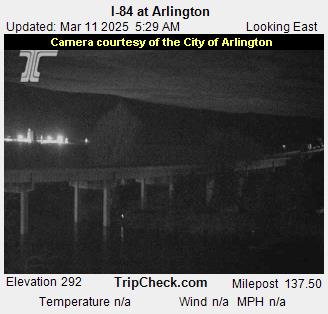 I-84 at Arlington
Updated: Mar 11 2025 5:29 AM Looking East
Camera courtesy of the City of Arlington
Elevation 292 TripCheck.com Milepost 137.50
Temperature n/a Wind n/a MPH n/a